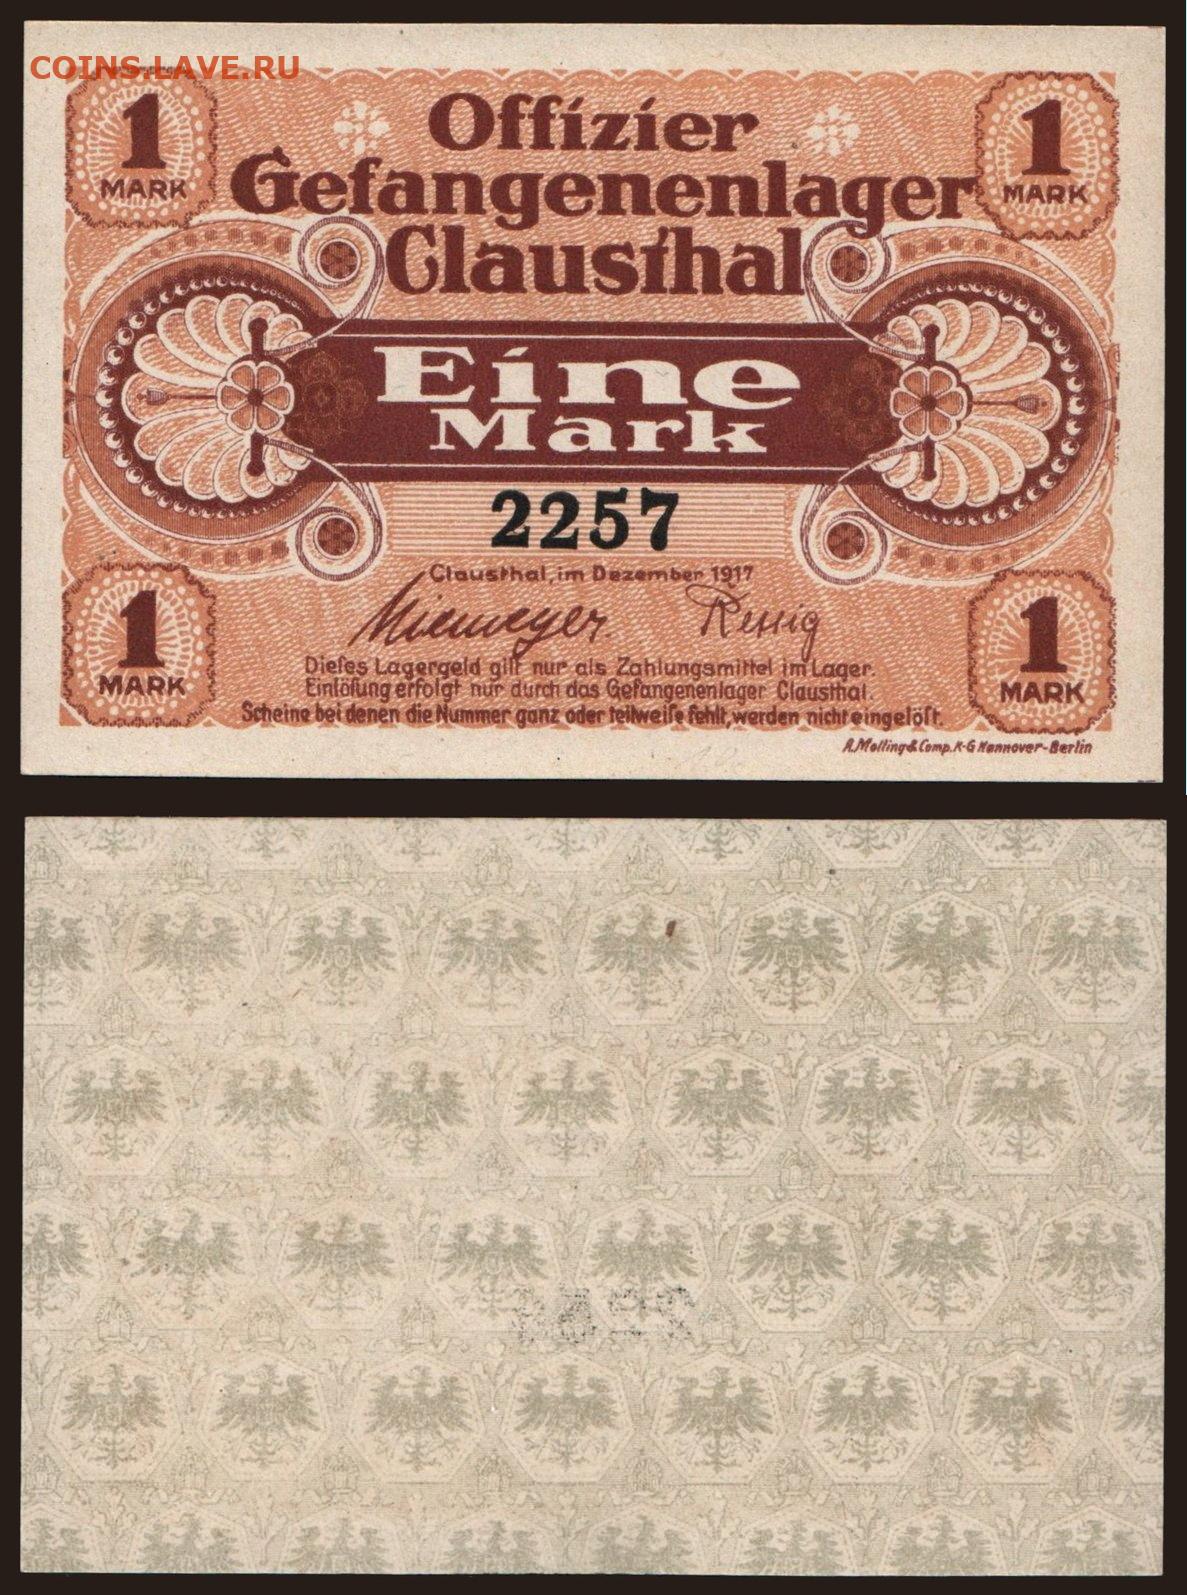 COINS.LAVE.RU
1 MARK
1 MARK
Offizier
Gefangenenlager
Clausthal
Eine
Mark
2257
Clausthal, im Dezember 1917
Niemeyer.
1 MARK
1 MARK
Dieſes Lagergeld gilt nur als Zahlungsmittel im Lager.
Einlöſung erfolgt nur durch das Gefangenenlager Clausthal.
Scheine bei denen die Nummer ganz oder teilweiſe fehlt, werden nicht eingelöſt.
A. Molling & Comp. K-G Hannover-Berlin